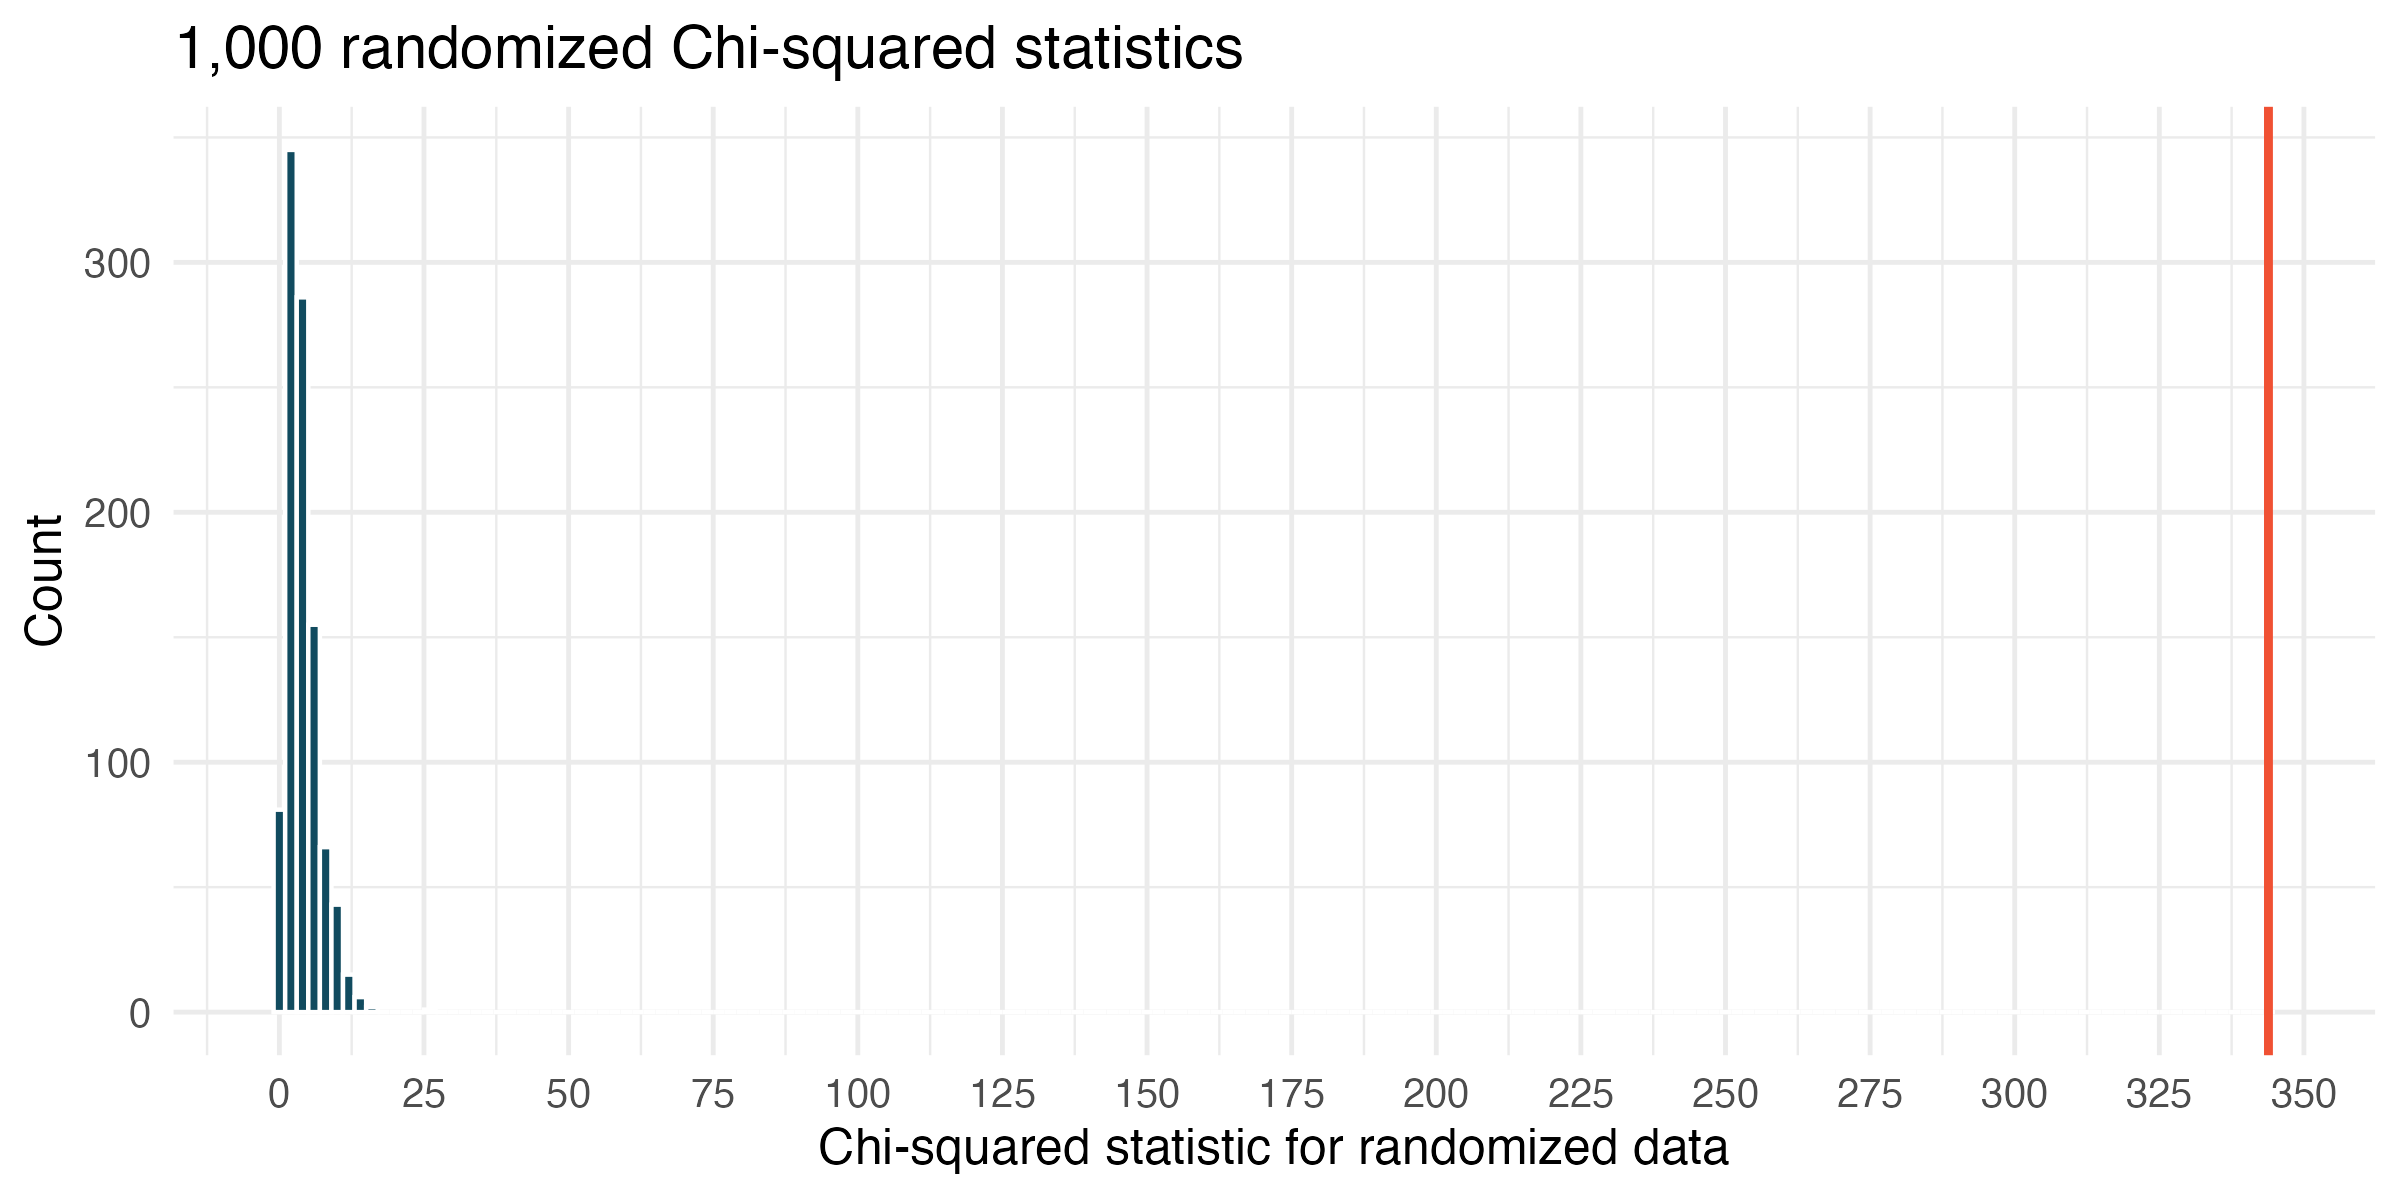 1,000 randomized Chi-squared statistics
300
200
100
0
Count
0 25 50 75 100 125 150 175 200 225 250 275 300 325 350
Chi-squared statistic for randomized data